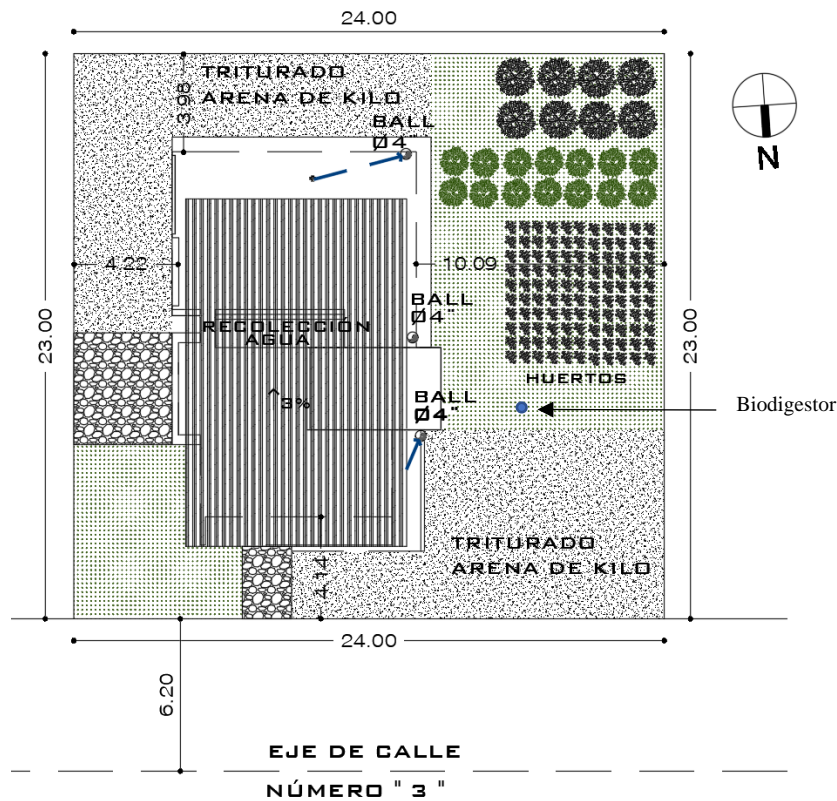 24.00
TRITURADO
ARENA DE KILO
3.98
BALL
Ø4"
N
4.22
10.09
BALL
Ø4"
RECOLECCIÓN
AGUA
23.00
23.00
HUERTOS
^3%
BALL
Ø4"
Biodigestor
TRITURADO
ARENA DE KILO
4.14
24.00
6.20
EJE DE CALLE
NÚMERO " 3 "